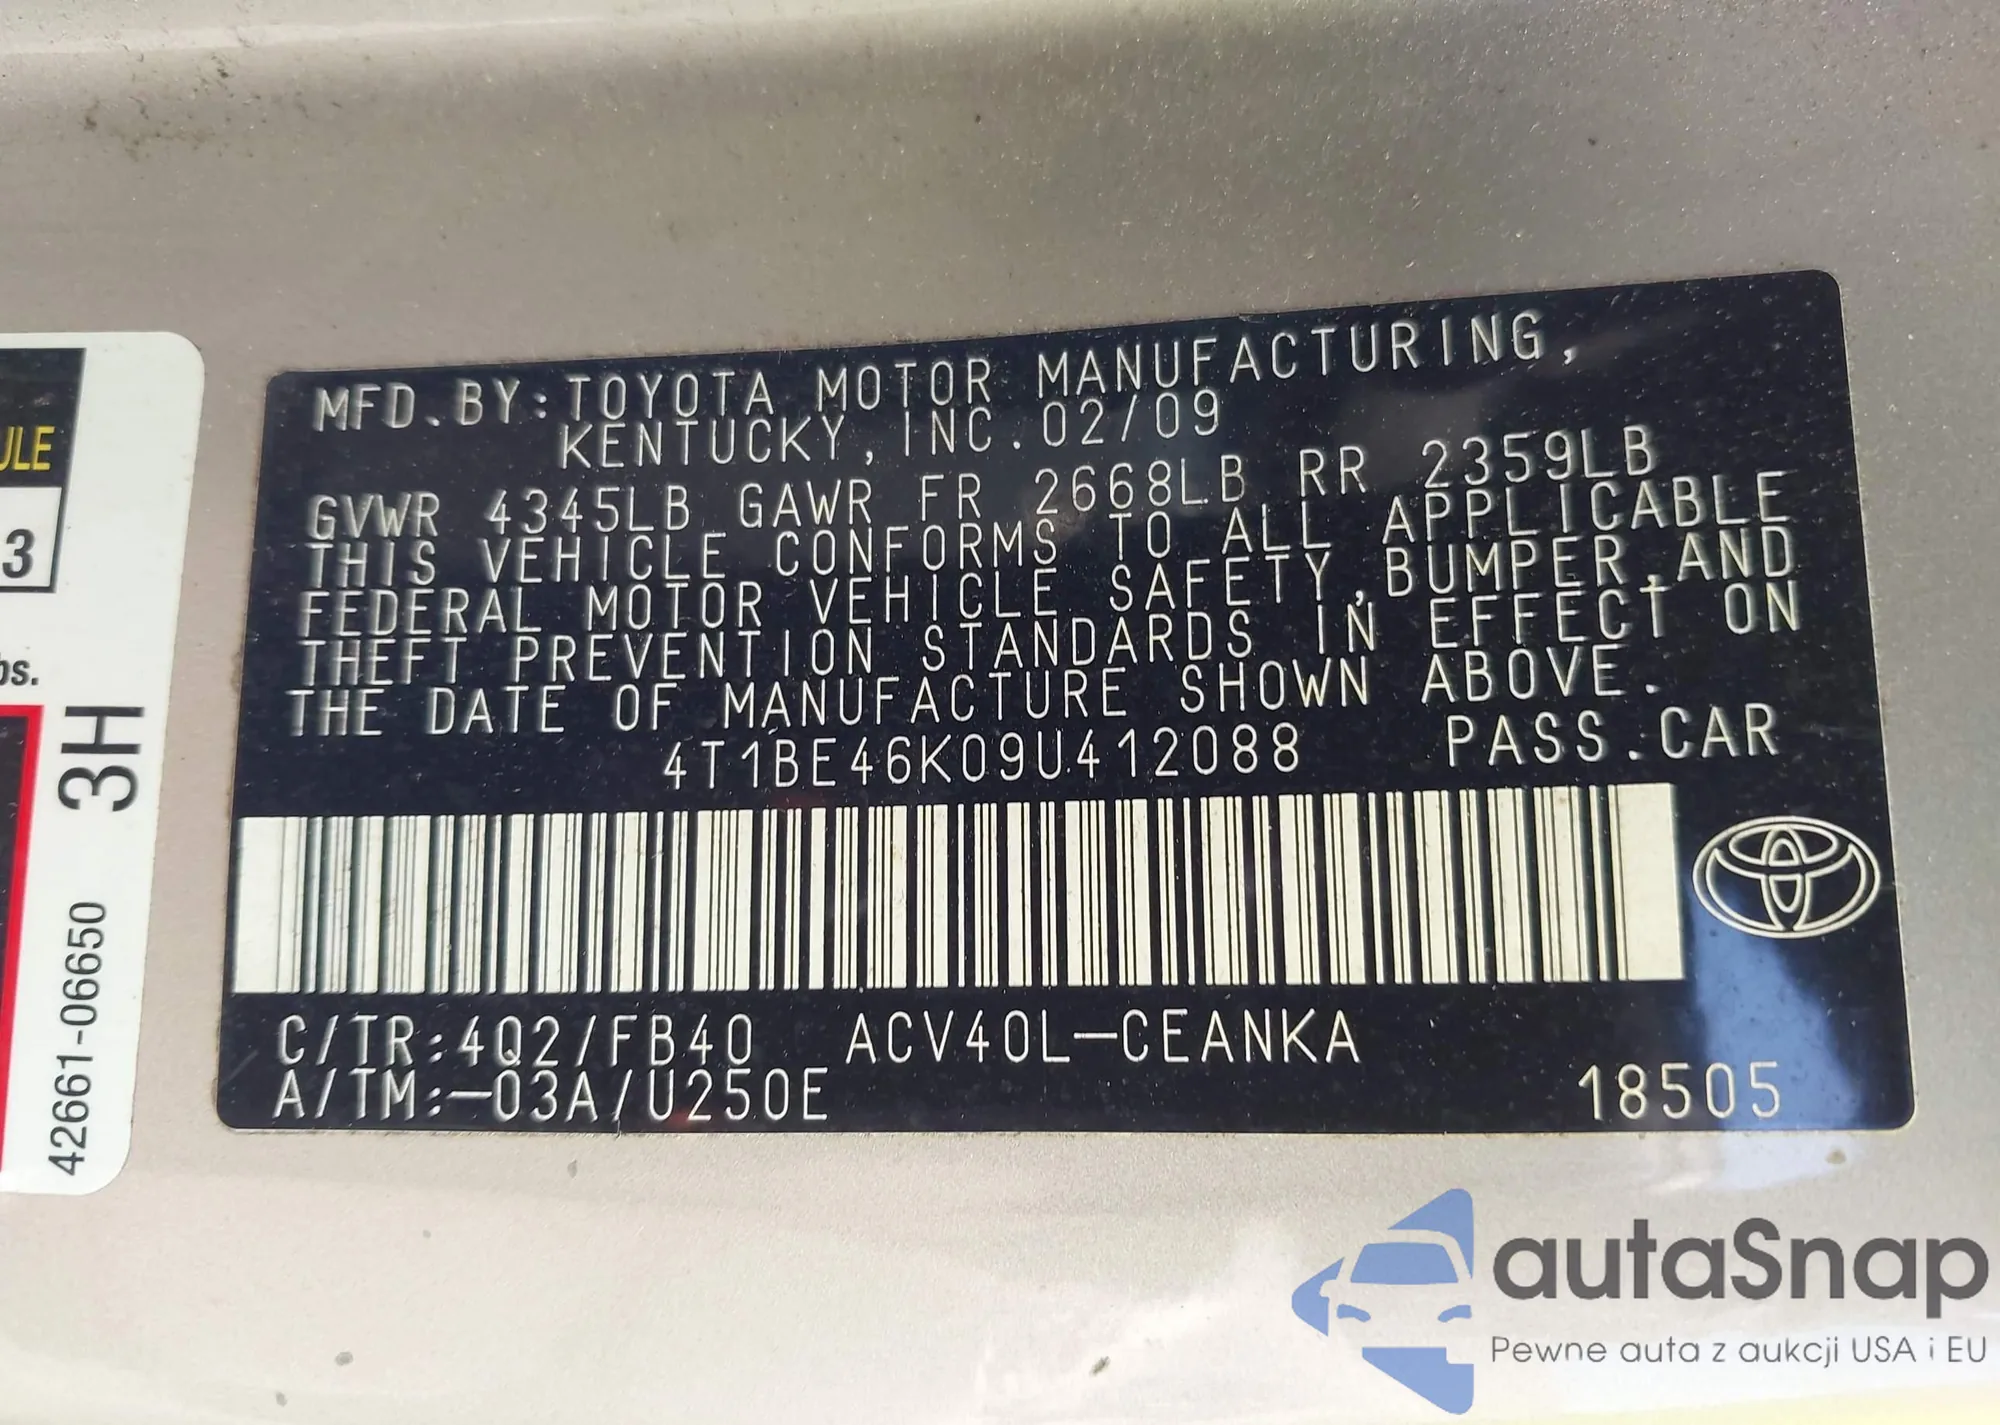 MFD. BY: TOYOTA MOTOR MANUFACTURING,
KENTUCKY, INC. 02/09
GVWR 4345LB GAWR FR 2668LB RR 2359LB
THIS VEHICLE CONFORMS TO ALL APPLICABLE
FEDERAL MOTOR VEHICLE SAFETY, BUMPER, AND
THEFT PREVENTION STANDARDS IN EFFECT ON
THE DATE OF MANUFACTURE SHOWN ABOVE.
4T1BE46K09U412088 PASS. CAR
C/TR:4Q2/FB40 ACV40L-CEANKA
A/TM:-03A/U250E 18505
ULE
3
bs.
3H
42661-06650
autaSnap
Pewne auta z aukcji USA i EU